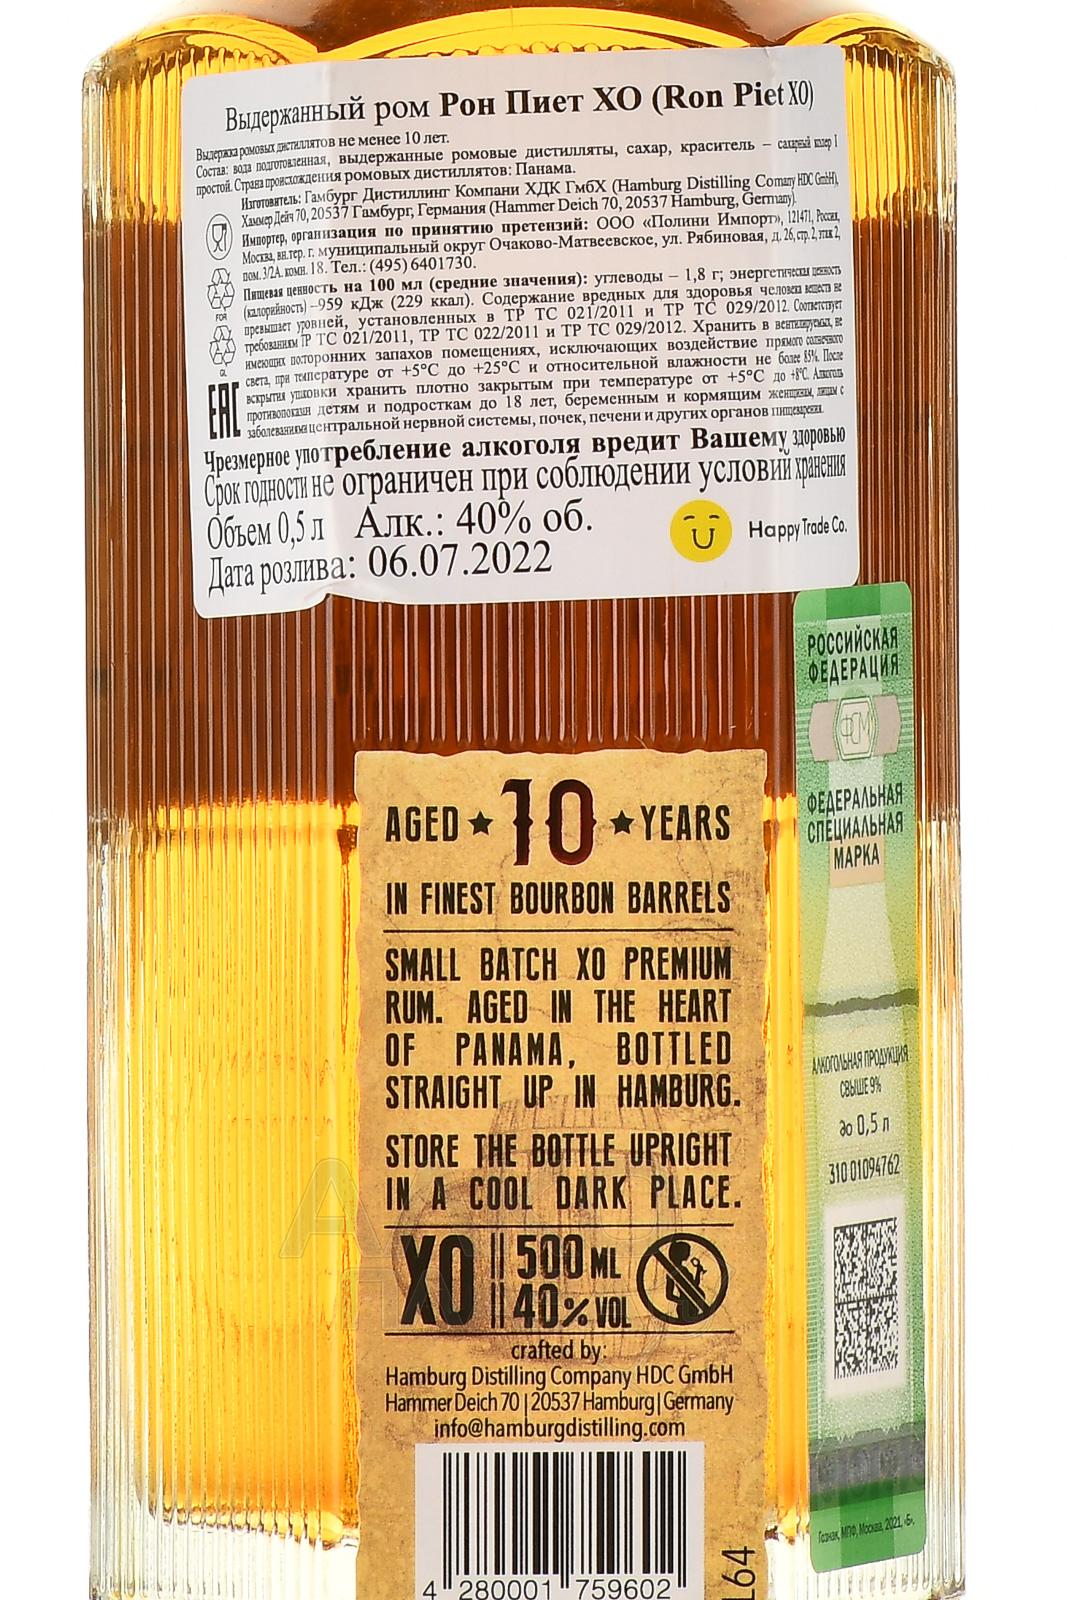 Выдержанный ром Рон Пиет ХО (Ron Piet XO)
Выдержка ромовых дистиллятов не менее 10 лет.
Состав: вода подготовленная, выдержанные ромовые дистилляты, сахар, краситель – сахарный колер I
простой. Страна происхождения ромовых дистиллятов: Панама.
Изготовитель: Гамбург Дистиллинг Компани ХДК ГмбХ (Hamburg Distilling Comany HDC GmbH),
Хаммер Дейч 70, 20537 Гамбург, Германия (Hammer Deich 70, 20537 Hamburg, Germany).
Импортер, организация по принятию претензий: ООО «Полини Импорт», 121471, Россия,
Москва, вн.тер. г. муниципальный округ Очаково-Матвеевское, ул. Рябиновая, д. 26, стр. 2, этаж 2,
пом. 3/2А. комн. 18. Тел.: (495) 6401730.
Пищевая ценность на 100 мл (средние значения): углеводы – 1,8 г; энергетическая ценность
(калорийность) –959 кДж (229 ккал). Содержание вредных для здоровья человека веществ не
превышает уровней, установленных в ТР ТС 021/2011 и ТР ТС 029/2012. Соответствует
требованиям ТР ТС 021/2011, ТР ТС 022/2011 и ТР ТС 029/2012. Хранить в вентилируемых, не
имеющих посторонних запахов помещениях, исключающих воздействие прямого солнечного
света, при температуре от +5°С до +25°С и относительной влажности не более 85%. После
вскрытия упаковки хранить плотно закрытым при температуре от +5°С до +8°С. Алкоголь
противопоказан детям и подросткам до 18 лет, беременным и кормящим женщинам, лицам с
заболеваниями центральной нервной системы, почек, печени и других органов пищеварения.
FOR
GL
EAC
Чрезмерное употребление алкоголя вредит Вашему здоровью
Срок годности не ограничен при соблюдении условий хранения
Объем 0,5 л Алк.: 40% об.
Дата розлива: 06.07.2022
Happy Trade Co.
РОССИЙСКАЯ
ФЕДЕРАЦИЯ
ФСМ
ФЕДЕРАЛЬНАЯ
СПЕЦИАЛЬНАЯ
МАРКА
АЛКОГОЛЬНАЯ ПРОДУКЦИЯ
СВЫШЕ 9%
до 0,5 л
310 01094762
Гознак, МПФ, Москва, 2021, «Б».
AGED ★ 10 ★ YEARS
IN FINEST BOURBON BARRELS
SMALL BATCH XO PREMIUM
RUM. AGED IN THE HEART
OF PANAMA, BOTTLED
STRAIGHT UP IN HAMBURG.
STORE THE BOTTLE UPRIGHT
IN A COOL DARK PLACE.
XO || 500 ML
40% VOL
crafted by:
Hamburg Distilling Company HDC GmbH
Hammer Deich 70 | 20537 Hamburg | Germany
info@hamburgdistilling.com
4 280001 759602
L64